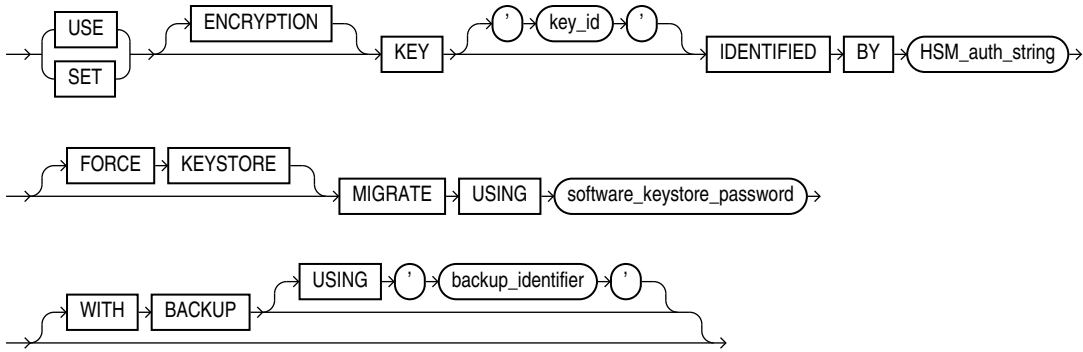 USE ENCRYPTION ' key_id '
SET KEY IDENTIFIED BY HSM_auth_string
FORCE KEYSTORE
MIGRATE USING software_keystore_password
USING ' backup_identifier '
WITH BACKUP